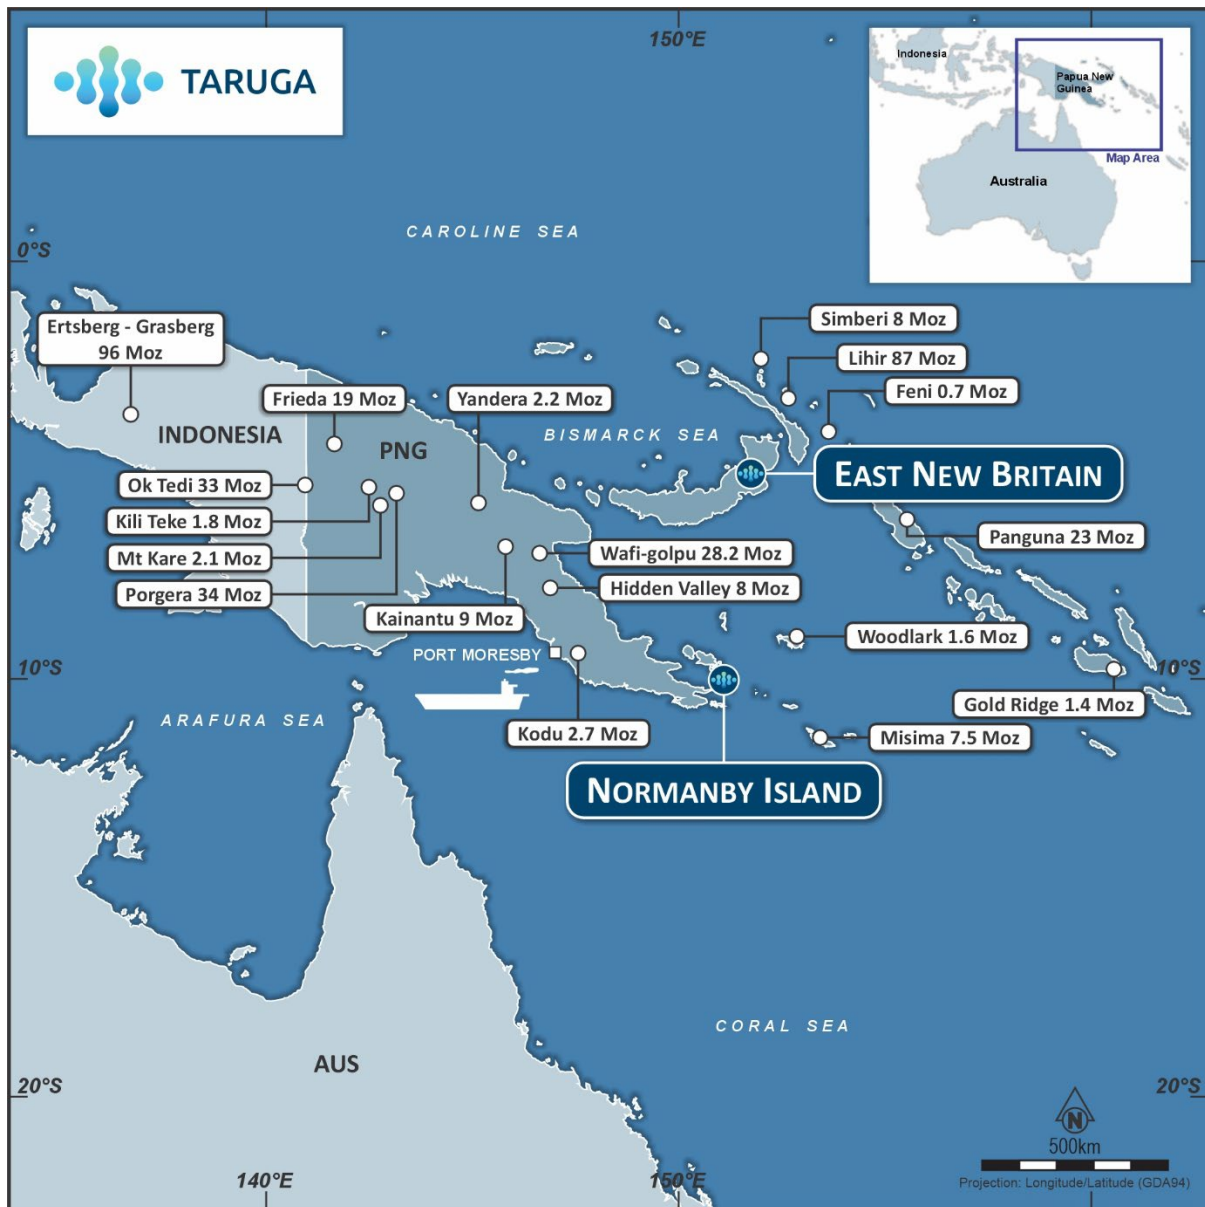 TARUGA
150°E
Indonesia
Papua New
Guinea
Map Area
Australia
CAROLINE SEA
0°S
Ertsberg - Grasberg
96 Moz
Simberi 8 Moz
Lihir 87 Moz
Feni 0.7 Moz
Frieda 19 Moz
Yandera 2.2 Moz
INDONESIA
PNG
BISMARCK SEA
EAST NEW BRITAIN
Ok Tedi 33 Moz
Kili Teke 1.8 Moz
Mt Kare 2.1 Moz
Porgera 34 Moz
Panguna 23 Moz
Wafi-golpu 28.2 Moz
Hidden Valley 8 Moz
Kainantu 9 Moz
Woodlark 1.6 Moz
PORT MORESBY
10°S
10°S
Gold Ridge 1.4 Moz
ARAFURA SEA
Kodu 2.7 Moz
Misima 7.5 Moz
NORMANBY ISLAND
CORAL SEA
AUS
20°S
20°S
N
500km
Projection: Longitude/Latitude (GDA94)
140°E
150°E